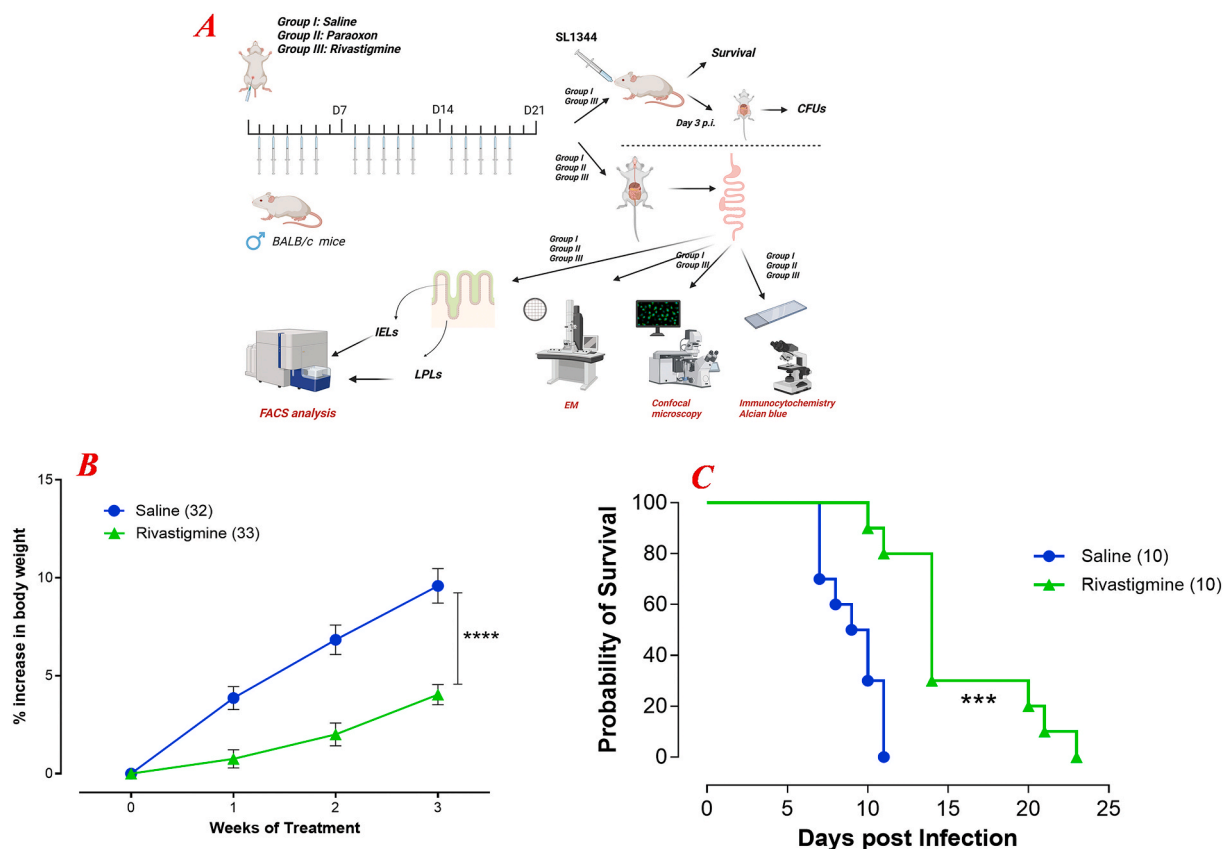 A
Group I: Saline
Group II: Paraoxon
Group III: Rivastigmine
D7
D14
D21
BALB/c mice
SL1344
Group I
Group III
Survival
Day 3 p.i.
CFUs
Group I
Group II
Group III
Group I
Group II
Group III
Group I
Group III
Group I
Group II
Group III
IELs
LPLs
FACS analysis
EM
Confocal
microscopy
Immunocytochemistry
Alcian blue
B
% increase in body weight
15
10
5
0
Saline (32)
Rivastigmine (33)
****
0 1 2 3
Weeks of Treatment
C
Probability of Survival
100
80
60
40
20
0
Saline (10)
Rivastigmine (10)
***
0 5 10 15 20 25
Days post Infection